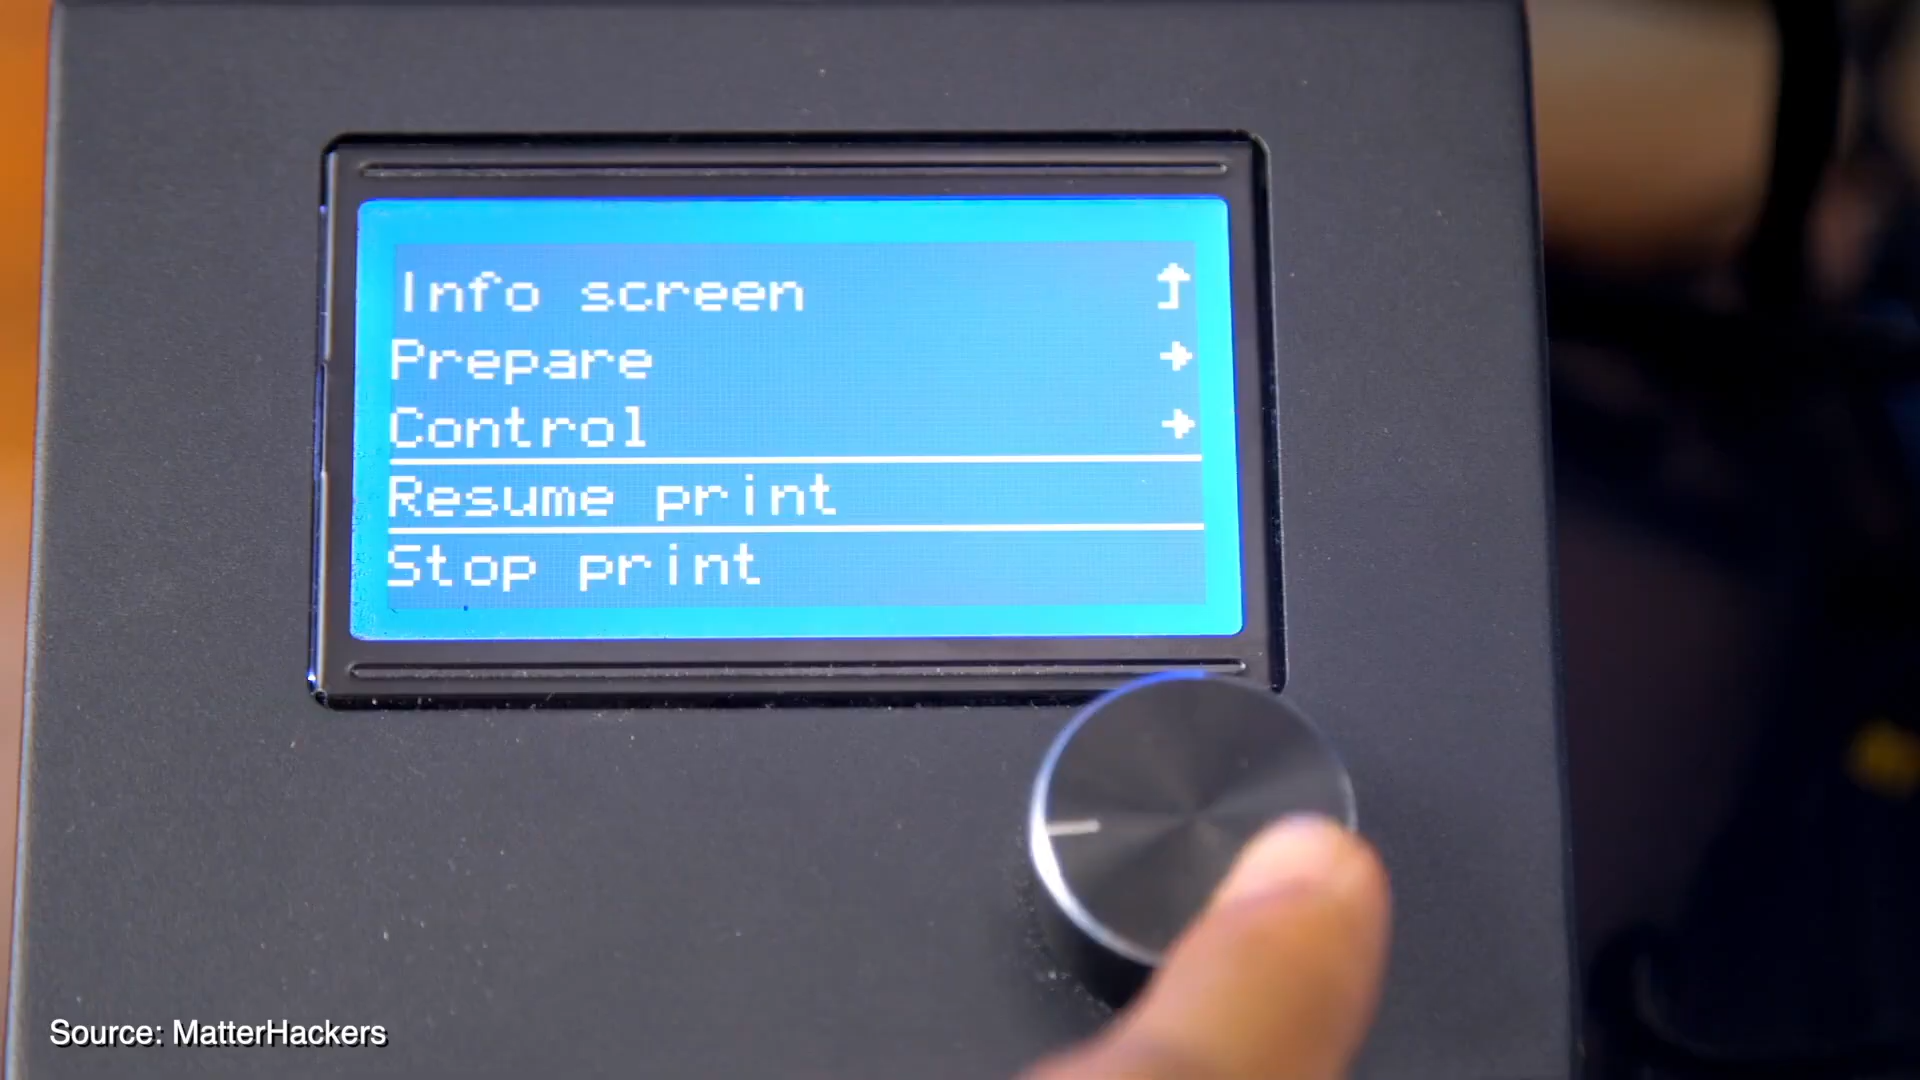 Info screen
Prepare
Control
Resume print
Stop print
Source: MatterHackers